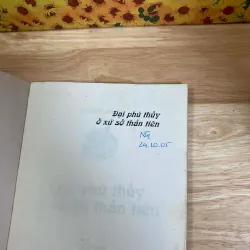 Đại phù thủy
ở xứ sở thần tiên
24.10.05